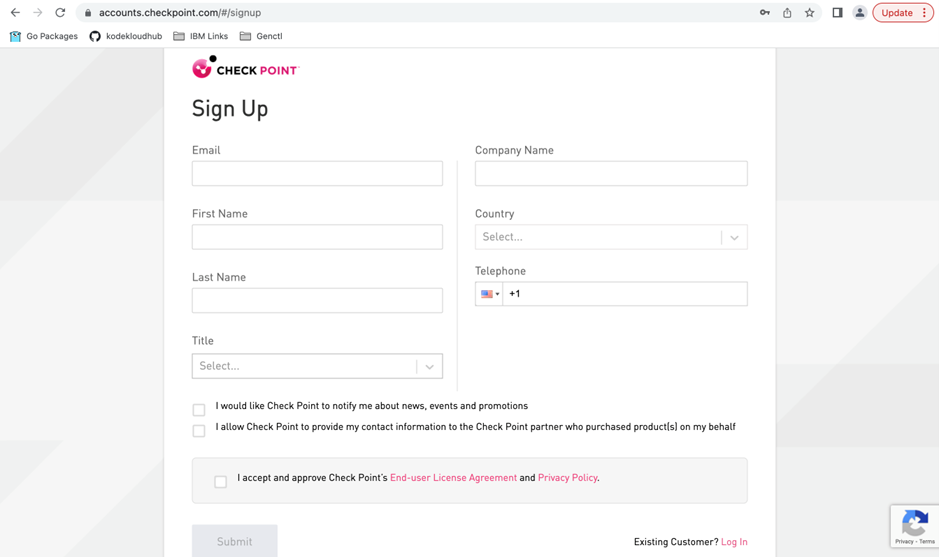 accounts.checkpoint.com/#/signup
Update
Go Packages
kodekloudhub
IBM Links
Genctl
CHECK POINT
Sign Up
Email
Company Name
First Name
Country
Select...
Last Name
Telephone
+1
Title
Select...
I would like Check Point to notify me about news, events and promotions
I allow Check Point to provide my contact information to the Check Point partner who purchased product(s) on my behalf
I accept and approve Check Point's End-user License Agreement and Privacy Policy.
Submit
Existing Customer? Log In
Privacy - Terms